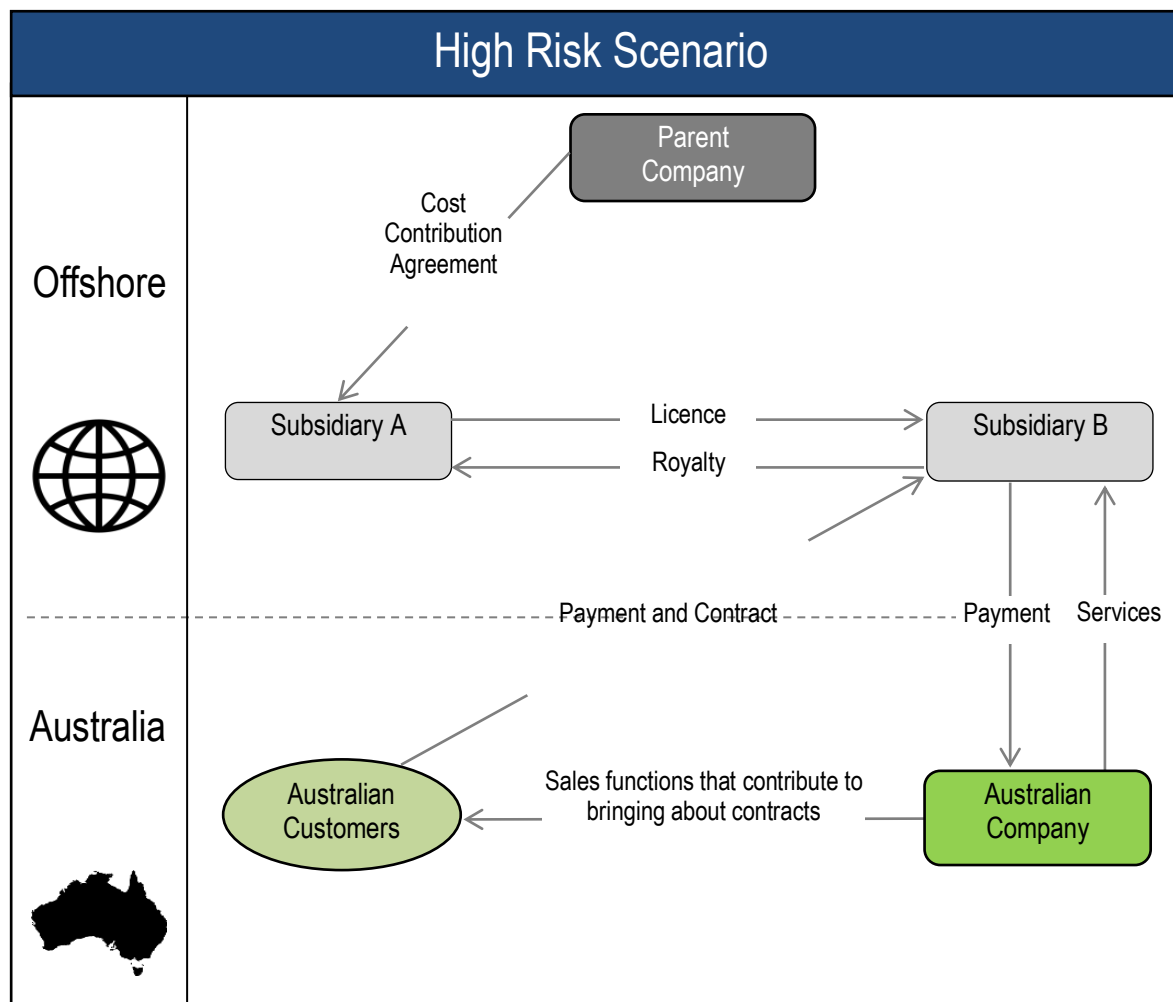 High Risk Scenario
Parent
Company
Cost
Contribution
Agreement
Offshore
Subsidiary A
Licence
Royalty
Subsidiary B
Payment and Contract
Payment
Services
Australia
Australian
Customers
Sales functions that contribute to
bringing about contracts
Australian
Company